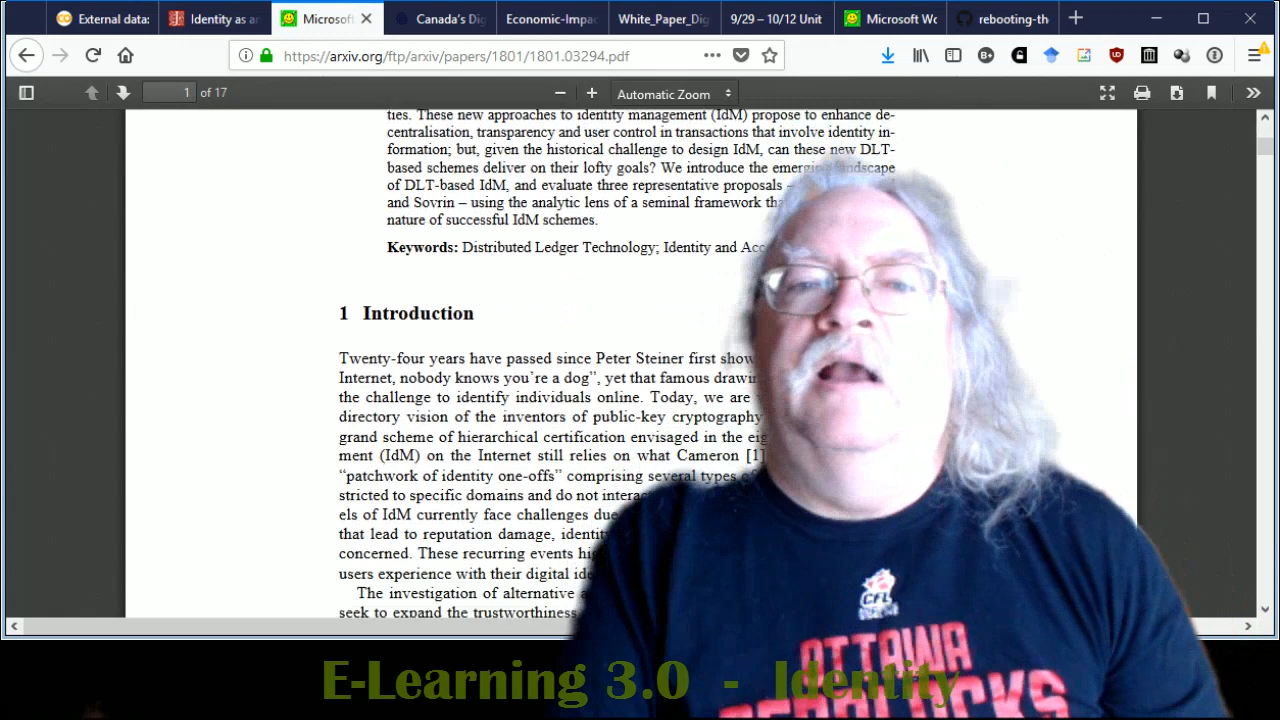 External data:
Identity as an
Microsoft
Canada's Dig
Economic-Impac
White_Paper_Dig
9/29 – 10/12 Unit
Microsoft Wo
rebooting-th
https://arxiv.org/ftp/arxiv/papers/1801/1801.03294.pdf
1 of 17
Automatic Zoom
ties. These new approaches to identity management (IdM) propose to enhance de-
centralisation, transparency and user control in transactions that involve identity in-
formation; but, given the historical challenge to design IdM, can these new DLT-
based schemes deliver on their lofty goals? We introduce the emerging landscape
of DLT-based IdM, and evaluate three representative proposals –
and Sovrin – using the analytic lens of a seminal framework
nature of successful IdM schemes.
Keywords: Distributed Ledger Technology; Identity and
1 Introduction
Twenty-four years have passed since Peter Steiner first
Internet, nobody knows you're a dog", yet that famous
the challenge to identify individuals online. Today, we are
directory vision of the inventors of public-key cryptography
grand scheme of hierarchical certification envisaged in the
ment (IdM) on the Internet still relies on what Cameron [1]
"patchwork of identity one-offs" comprising several types
stricted to specific domains and do not
els of IdM currently face challenges due
that lead to reputation damage,
concerned. These recurring events
users experience with their digital
The investigation of alternative
seek to expand the trustworthiness
CFL
OTTAWA
REDBLACKS
E-Learning 3.0 - Identity